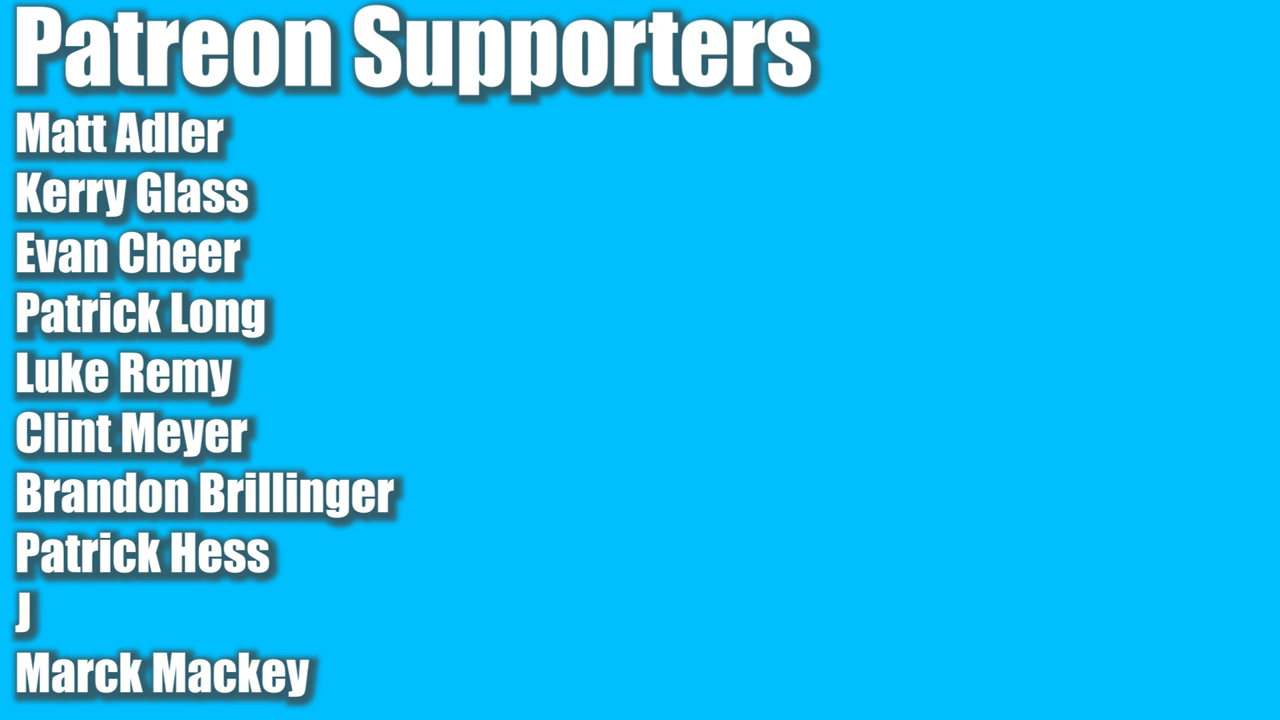 Patreon Supporters
Matt Adler
Kerry Glass
Evan Cheer
Patrick Long
Luke Remy
Clint Meyer
Brandon Brillinger
Patrick Hess
J
Marck Mackey